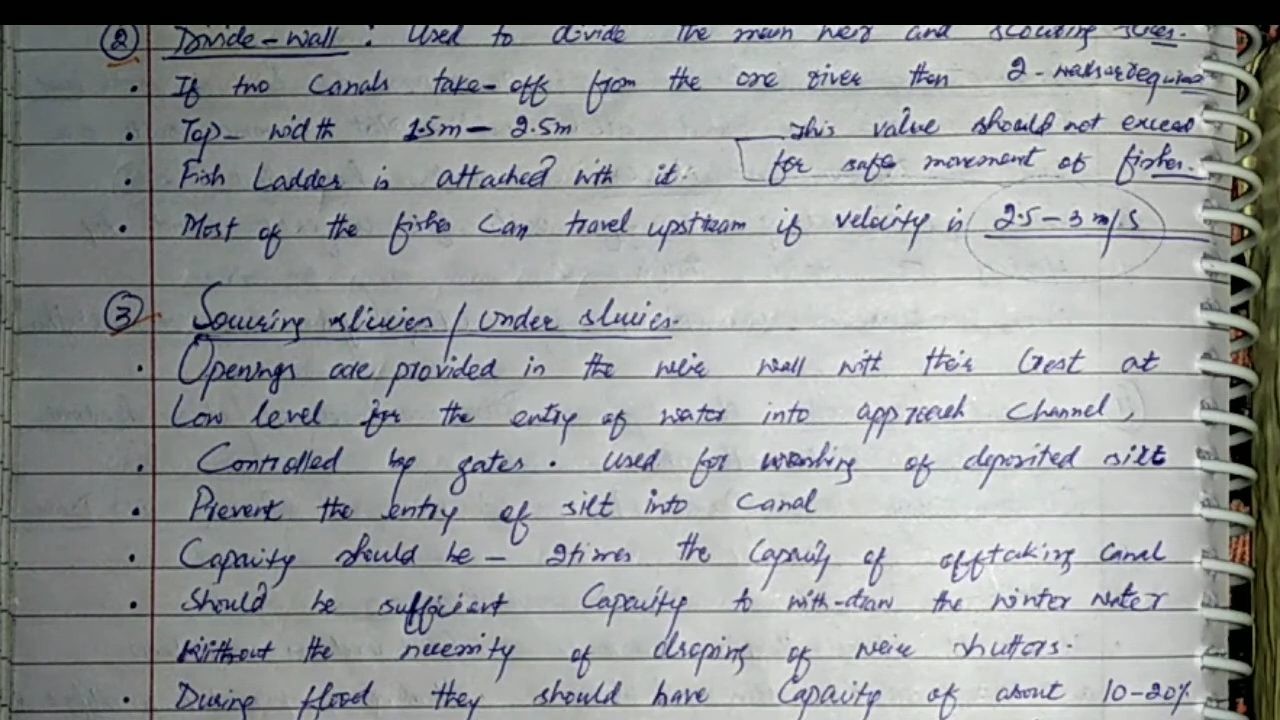 ② Divide-wall : Used to divide the main weir and scouring sluices.
• If two Canals take-off from the one river then 2-walls are required
• Top-width 1.5m - 2.5m
This value should not exceed
for safe movement of fishes.
• Fish Ladder is attached with it.
• Most of the fishes Can travel upstream if velocity is 2.5-3 m/s
③ Scouring sluices / Under sluices.
• Openings are provided in the weir wall with their Crest at
Low level for the entry of water into approach Channel,
• Controlled by gates. Used for washing of deposited silt
• Prevent the entry of silt into Canal
• Capacity should be - 2times the Capacity of offtaking Canal
• Should be sufficient Capacity to with-draw the winter water
Without the necessity of droping of weir shuttors.
• During flood they should have Capacity of about 10-20%